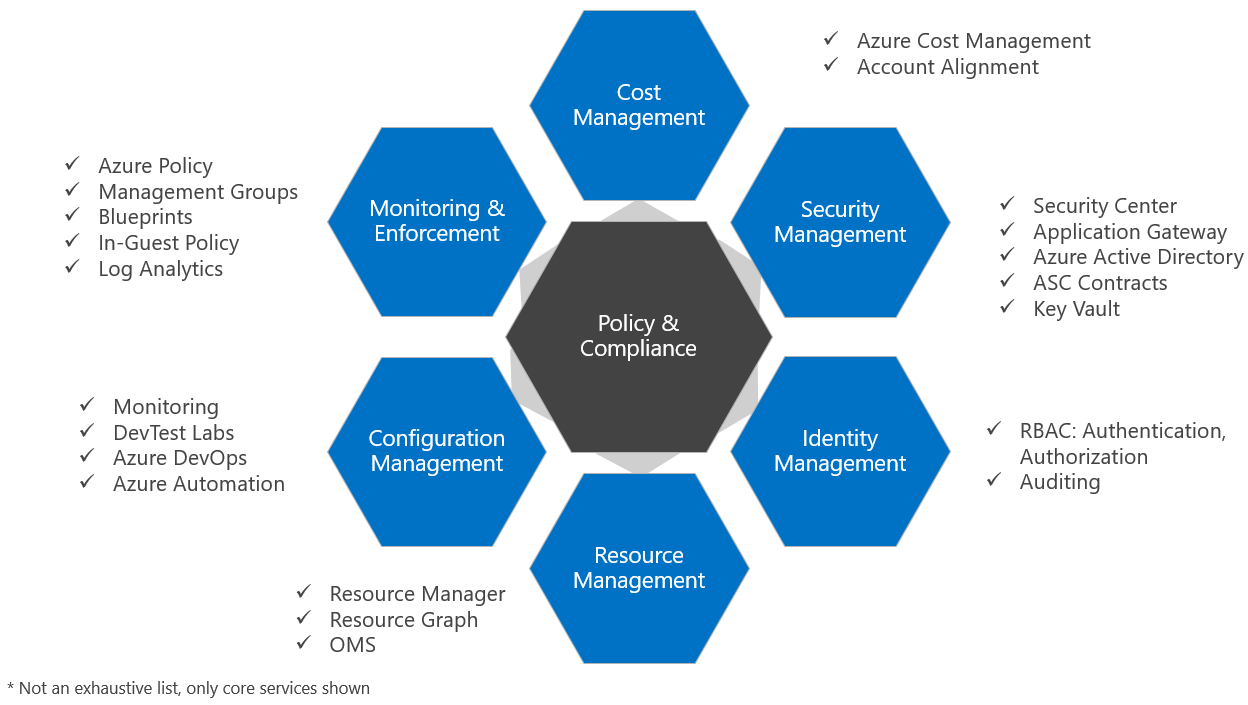 Cost
Management
✓ Azure Cost Management
✓ Account Alignment
Monitoring &
Enforcement
✓ Azure Policy
✓ Management Groups
✓ Blueprints
✓ In-Guest Policy
✓ Log Analytics
Security
Management
✓ Security Center
✓ Application Gateway
✓ Azure Active Directory
✓ ASC Contracts
✓ Key Vault
Policy &
Compliance
Configuration
Management
✓ Monitoring
✓ DevTest Labs
✓ Azure DevOps
✓ Azure Automation
Identity
Management
✓ RBAC: Authentication,
Authorization
✓ Auditing
Resource
Management
✓ Resource Manager
✓ Resource Graph
✓ OMS
* Not an exhaustive list, only core services shown